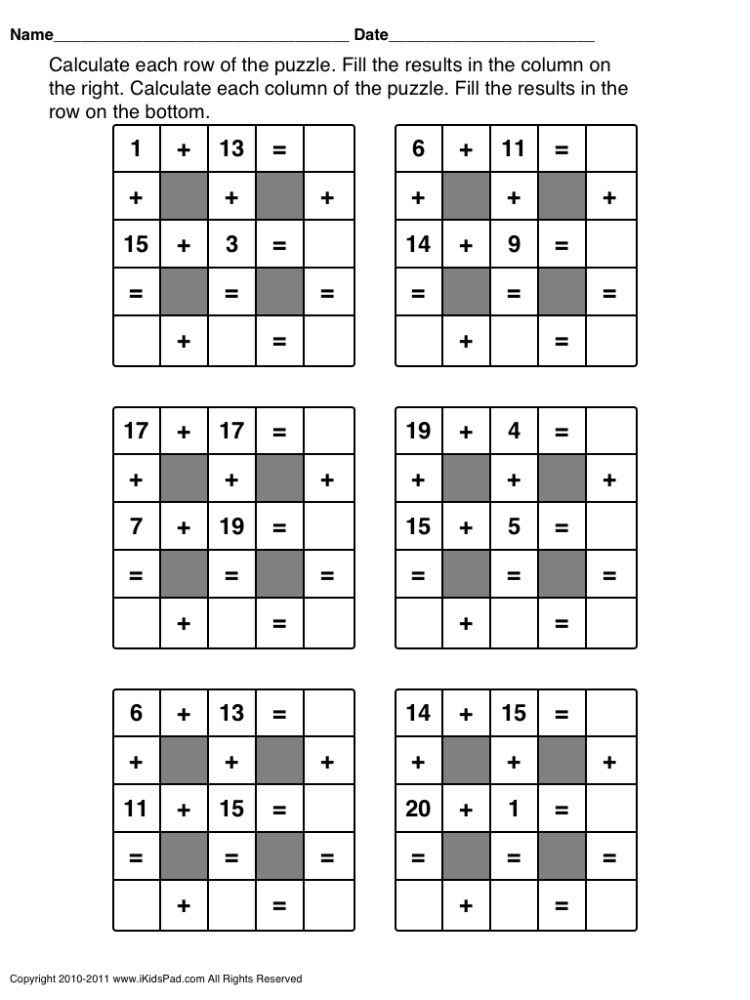 Name__________________________________ Date________________________
Calculate each row of the puzzle. Fill the results in the column on
the right. Calculate each column of the puzzle. Fill the results in the
row on the bottom.
1 + 13 =
+ + +
15 + 3 =
= = =
+ =
6 + 11 =
+ + +
14 + 9 =
= = =
+ =
17 + 17 =
+ + +
7 + 19 =
= = =
+ =
19 + 4 =
+ + +
15 + 5 =
= = =
+ =
6 + 13 =
+ + +
11 + 15 =
= = =
+ =
14 + 15 =
+ + +
20 + 1 =
= = =
+ =
Copyright 2010-2011 www.iKidsPad.com All Rights Reserved